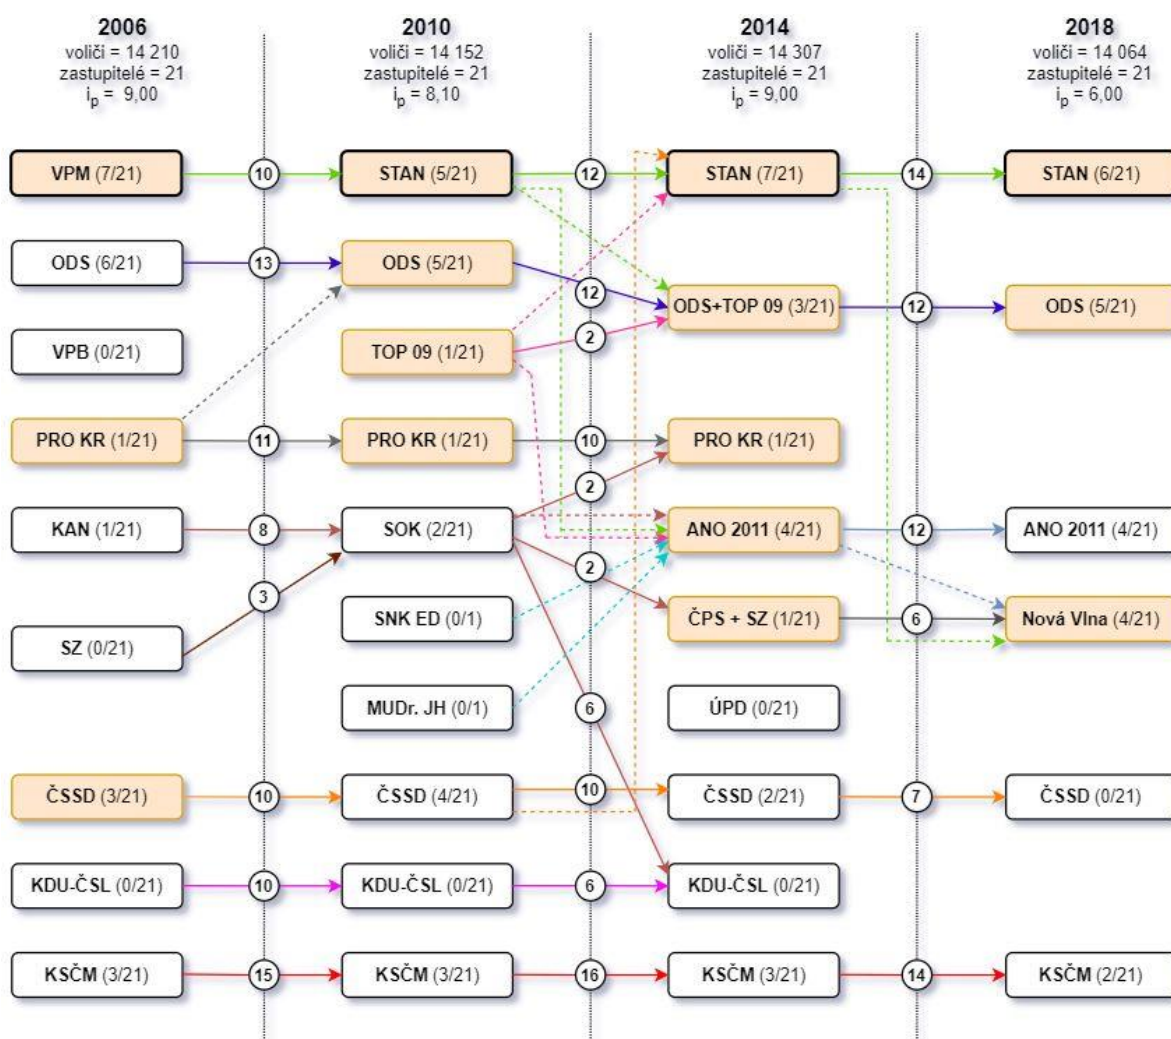 2006
voliči = 14 210
zastupitelé = 21
ip = 9,00
2010
voliči = 14 152
zastupitelé = 21
ip = 8,10
2014
voliči = 14 307
zastupitelé = 21
ip = 9,00
2018
voliči = 14 064
zastupitelé = 21
ip = 6,00
VPM (7/21)
10
STAN (5/21)
12
STAN (7/21)
14
STAN (6/21)
ODS (6/21)
13
ODS (5/21)
12
ODS+TOP 09 (3/21)
12
ODS (5/21)
VPB (0/21)
TOP 09 (1/21)
2
PRO KR (1/21)
11
PRO KR (1/21)
10
PRO KR (1/21)
2
KAN (1/21)
8
SOK (2/21)
ANO 2011 (4/21)
12
ANO 2011 (4/21)
2
3
SNK ED (0/1)
ČPS + SZ (1/21)
6
Nová Vlna (4/21)
SZ (0/21)
MUDr. JH (0/1)
6
ÚPD (0/21)
ČSSD (3/21)
10
ČSSD (4/21)
10
ČSSD (2/21)
7
ČSSD (0/21)
KDU-ČSL (0/21)
10
KDU-ČSL (0/21)
6
KDU-ČSL (0/21)
KSČM (3/21)
15
KSČM (3/21)
16
KSČM (3/21)
14
KSČM (2/21)